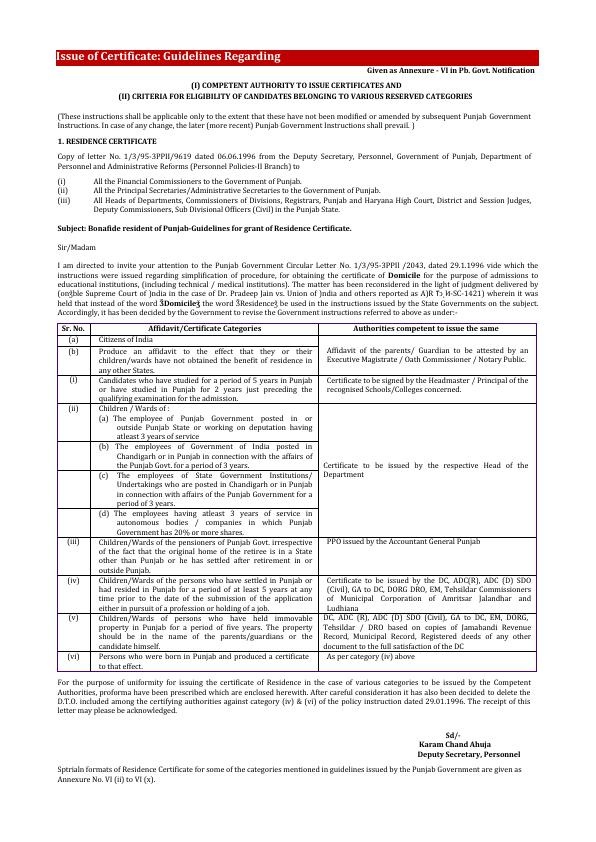 Issue of Certificate: Guidelines Regarding
Given as Annexure - VI in Pb. Govt. Notification
(I) COMPETENT AUTHORITY TO ISSUE CERTIFICATES AND
(II) CRITERIA FOR ELIGIBILITY OF CANDIDATES BELONGING TO VARIOUS RESERVED CATEGORIES
(These instructions shall be applicable only to the extent that these have not been modified or amended by subsequent Punjab Government
Instructions. In case of any change, the later (more recent) Punjab Government Instructions shall prevail. )
1. RESIDENCE CERTIFICATE
Copy of letter No. 1/3/95-3PPII/9619 dated 06.06.1996 from the Deputy Secretary, Personnel, Government of Punjab, Department of
Personnel and Administrative Reforms (Personnel Policies-II Branch) to
(i) All the Financial Commissioners to the Government of Punjab.
(ii) All the Principal Secretaries/Administrative Secretaries to the Government of Punjab.
(iii) All Heads of Departments, Commissioners of Divisions, Registrars, Punjab and Haryana High Court, District and Session Judges,
Deputy Commissioners, Sub Divisional Officers (Civil) in the Punjab State.
Subject: Bonafide resident of Punjab-Guidelines for grant of Residence Certificate.
Sir/Madam
I am directed to invite your attention to the Punjab Government Circular Letter No. 1/3/95-3PPII /2043, dated 29.1.1996 vide which the
instructions were issued regarding simplification of procedure, for obtaining the certificate of Domicile for the purpose of admissions to
educational institutions, (including technical / medical institutions). The matter has been reconsidered in the light of judgment delivered by
Supreme Court of )ndia in the case of Dr. Pradeep Jain vs. Union of )ndia and others reported as wherein it was
held that instead of the word ǮDomicileǯ the word ǮResidenceǯ be used in the instructions issued by the State Governments on the subject.
Accordingly, it has been decided by the Government to revise the Government instructions referred to above as under:-
Sr. No. Affidavit/Certificate Categories Authorities competent to issue the same
(a) Citizens of India
(b) Produce an affidavit to the effect that they or their
children/wards have not obtained the benefit of residence in
any other States.
Affidavit of the parents/ Guardian to be attested by an
Executive Magistrate / Oath Commissioner / Notary Public.
(i) Candidates who have studied for a period of 5 years in Punjab
or have studied in Punjab for 2 years just preceding the
qualifying examination for the admission.
Certificate to be signed by the Headmaster / Principal of the
recognised Schools/Colleges concerned.
(ii) Children / Wards of :
(a) The employee of Punjab Government posted in or
outside Punjab State or working on deputation having
atleast 3 years of service
(b) The employees of Government of India posted in
Chandigarh or in Punjab in connection with the affairs of
the Punjab Govt. for a period of 3 years.
(c) The employees of State Government Institutions/
Undertakings who are posted in Chandigarh or in Punjab
in connection with affairs of the Punjab Government for a
period of 3 years.
(d) The employees having atleast 3 years of service in
autonomous bodies / companies in which Punjab
Government has 20% or more shares.
Certificate to be issued by the respective Head of the
Department
(iii) Children/Wards of the pensioners of Punjab Govt. irrespective
of the fact that the original home of the retiree is in a State
other than Punjab or he has settled after retirement in or
outside Punjab.
PPO issued by the Accountant General Punjab
(iv) Children/Wards of the persons who have settled in Punjab or
had resided in Punjab for a period of at least 5 years at any
time prior to the date of the submission of the application
either in pursuit of a profession or holding of a job.
Certificate to be issued by the DC, ADC(R), ADC (D) SDO
(Civil), GA to DC, DORG DRO, EM, Tehsildar Commissioners
of Municipal Corporation of Amritsar Jalandhar and
Ludhiana
(v) Children/Wards of persons who have held immovable
property in Punjab for a period of five years. The property
should be in the name of the parents/guardians or the
candidate himself.
DC, ADC (R), ADC (D) SDO (Civil), GA to DC, EM, DORG,
Tehsildar / DRO based on copies of Jamabandi Revenue
Record, Municipal Record, Registered deeds of any other
document to the full satisfaction of the DC
(vi) Persons who were born in Punjab and produced a certificate
to that effect.
As per category (iv) above
For the purpose of uniformity for issuing the certificate of Residence in the case of various categories to be issued by the Competent
Authorities, proforma have been prescribed which are enclosed herewith. After careful consideration it has also been decided to delete the
D.T.O. included among the certifying authorities against category (iv) & (vi) of the policy instruction dated 29.01.1996. The receipt of this
letter may please be acknowledged.
Sd/-
Karam Chand Ahuja
Deputy Secretary, Personnel
formats of Residence Certificate for some of the categories mentioned in guidelines issued by the Punjab Government are given as
Annexure No. VI (ii) to VI (x).